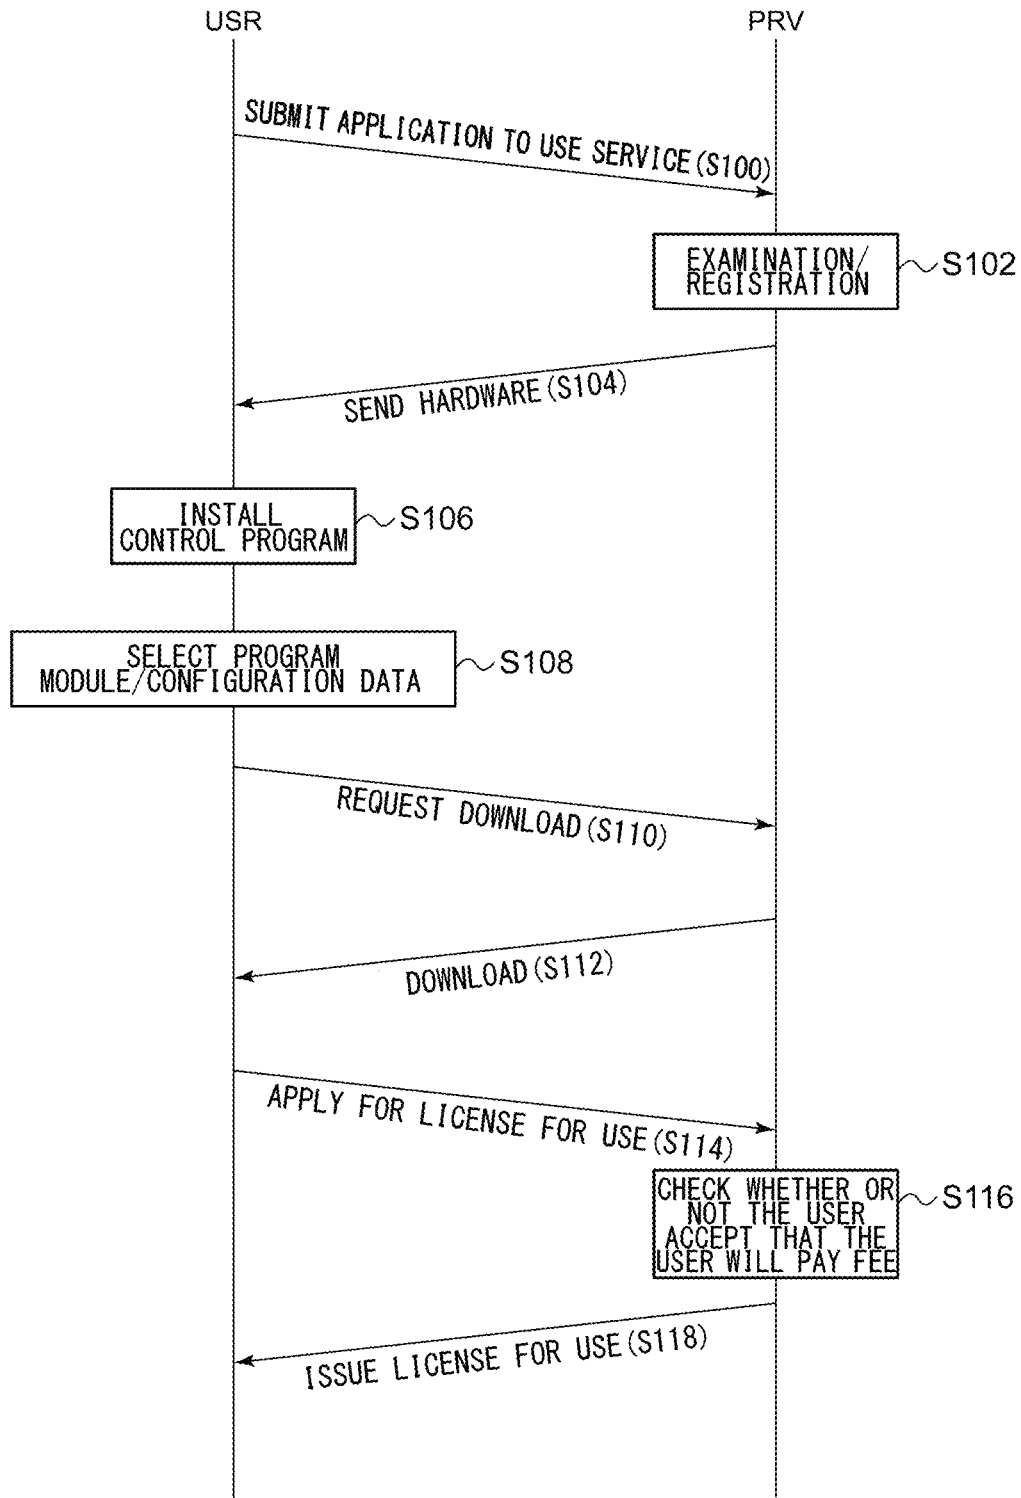 USR
PRV
SUBMIT APPLICATION TO USE SERVICE(S100)
EXAMINATION/
REGISTRATION
S102
SEND HARDWARE(S104)
INSTALL
CONTROL PROGRAM
S106
SELECT PROGRAM
MODULE/CONFIGURATION DATA
S108
REQUEST DOWNLOAD(S110)
DOWNLOAD(S112)
APPLY FOR LICENSE FOR USE(S114)
CHECK WHETHER OR
NOT THE USER
ACCEPT THAT THE
USER WILL PAY FEE
S116
ISSUE LICENSE FOR USE(S118)